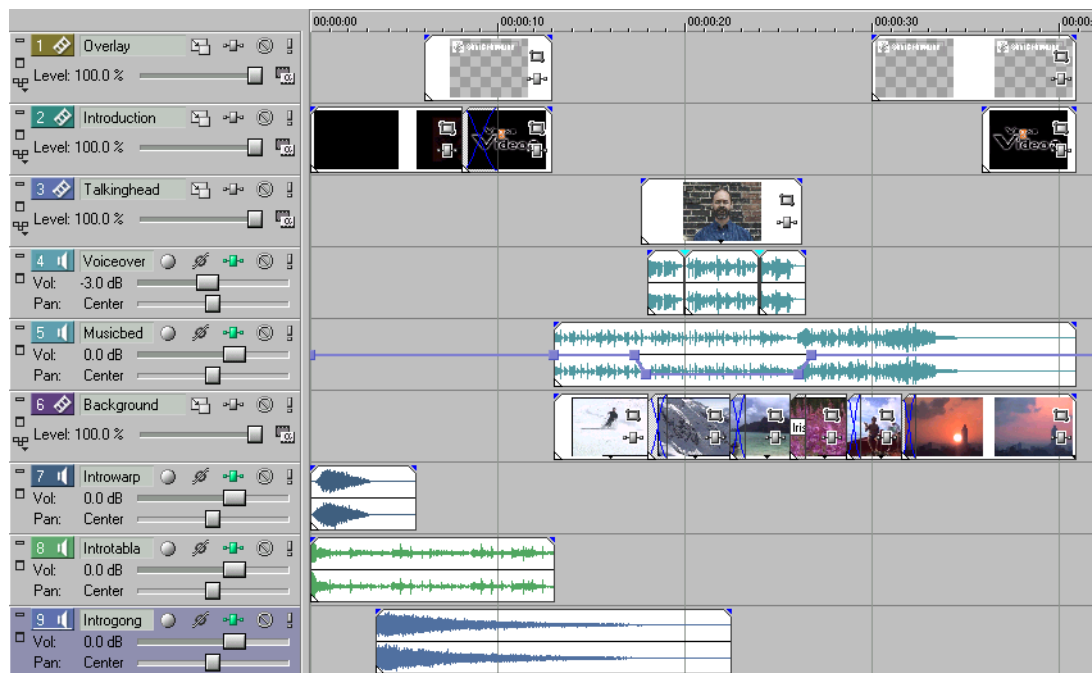 00:00:00 00:00:10 00:00:20 00:00:30 00:00:
1 Overlay
Level: 100.0 %
2 Introduction
Level: 100.0 %
Video
Video
3 Talkinghead
Level: 100.0 %
4 Voiceover
Vol: -3.0 dB
Pan: Center
5 Musicbed
Vol: 0.0 dB
Pan: Center
6 Background
Level: 100.0 %
Iris
7 Introwarp
Vol: 0.0 dB
Pan: Center
8 Introtabla
Vol: 0.0 dB
Pan: Center
9 Introgong
Vol: 0.0 dB
Pan: Center